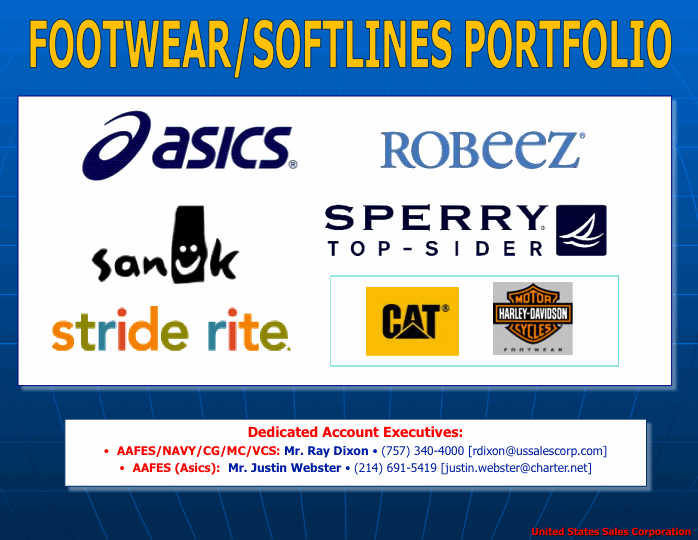 FOOTWEAR/SOFTLINES PORTFOLIO
asics®
ROBeeZ®
sanuk
SPERRY®
TOP-SIDER
stride rite.
CAT®
MOTOR
HARLEY-DAVIDSON
CYCLES
FOOTWEAR
Dedicated Account Executives:
• AAFES/NAVY/CG/MC/VCS: Mr. Ray Dixon • (757) 340-4000 [rdixon@ussalescorp.com]
• AAFES (Asics): Mr. Justin Webster • (214) 691-5419 [justin.webster@charter.net]
United States Sales Corporation